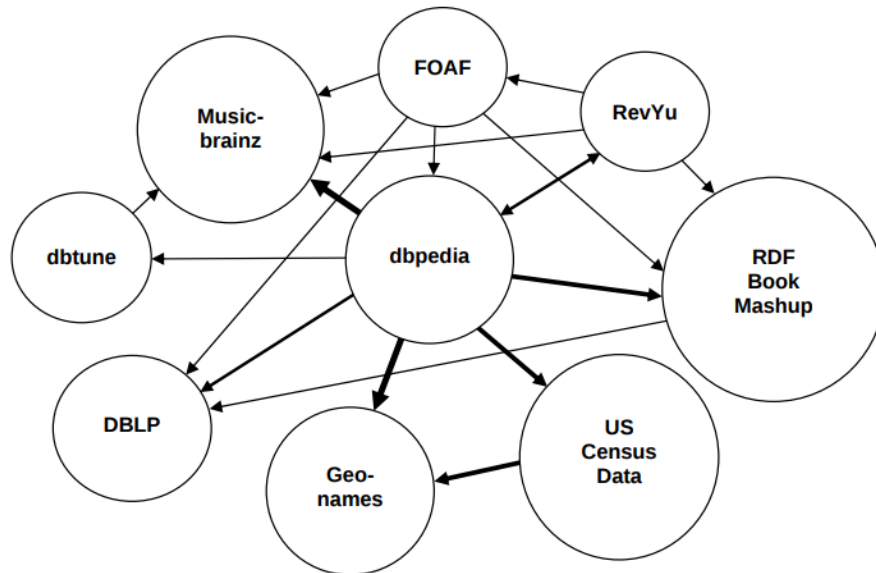 FOAF
Music-
brainz
RevYu
dbtune
dbpedia
RDF
Book
Mashup
DBLP
US
Census
Data
Geo-
names